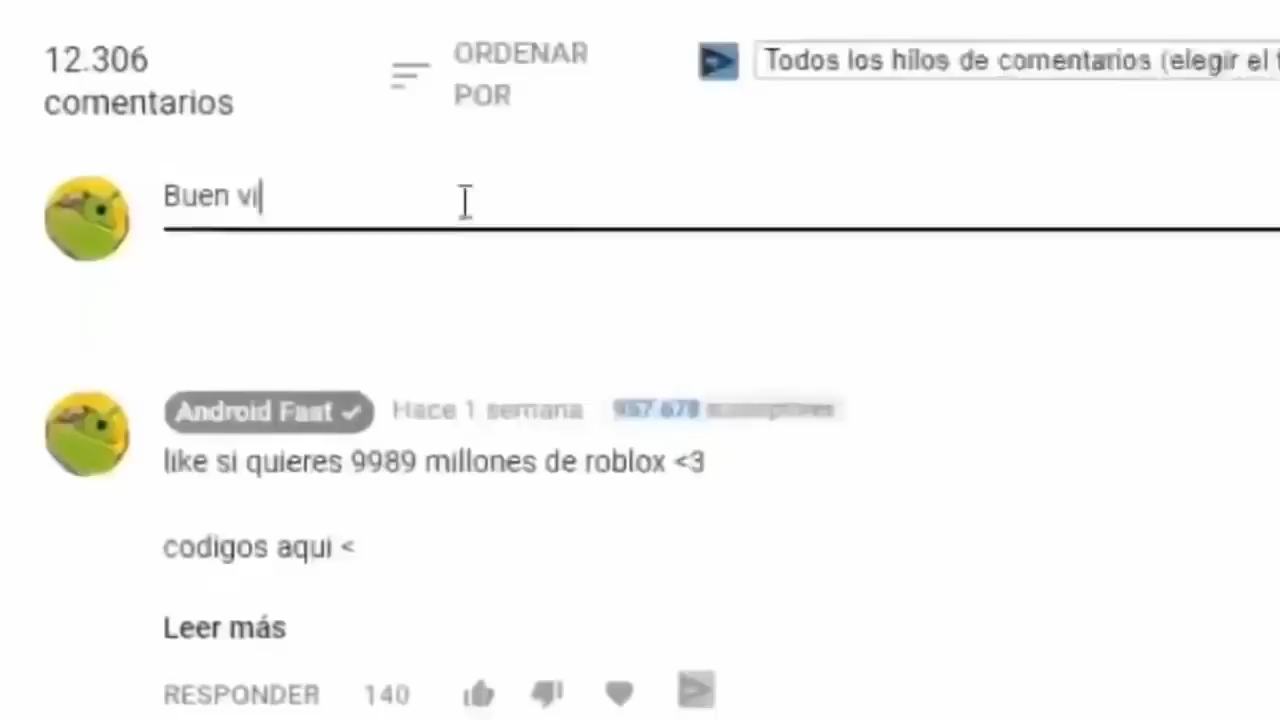 12.306
comentarios
ORDENAR
POR
Todos los hilos de comentarios (elegir el
Buen vi
Android Fast
Hace 1 semana
like si quieres 9989 millones de roblox <3
codigos aqui <
Leer más
RESPONDER 140